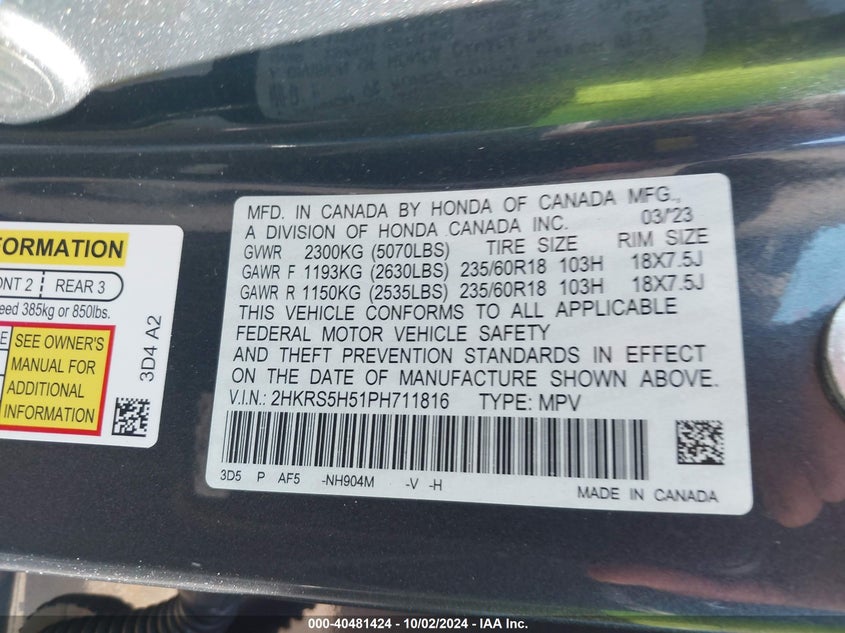 FORMATION
ONT 2 REAR 3
eed 385kg or 850lbs.
E SEE OWNER'S
MANUAL FOR
ADDITIONAL
INFORMATION
3D4 A2
MFD. IN CANADA BY HONDA OF CANADA MFG.,
A DIVISION OF HONDA CANADA INC. 03/'23
GVWR 2300KG (5070LBS) TIRE SIZE RIM SIZE
GAWR F 1193KG (2630LBS) 235/60R18 103H 18X7.5J
GAWR R 1150KG (2535LBS) 235/60R18 103H 18X7.5J
THIS VEHICLE CONFORMS TO ALL APPLICABLE
FEDERAL MOTOR VEHICLE SAFETY
AND THEFT PREVENTION STANDARDS IN EFFECT
ON THE DATE OF MANUFACTURE SHOWN ABOVE.
V.I.N.: 2HKRS5H51PH711816 TYPE: MPV
3D5 P AF5 -NH904M -V -H
MADE IN CANADA
000-40481424 - 10/02/2024 - IAA Inc.